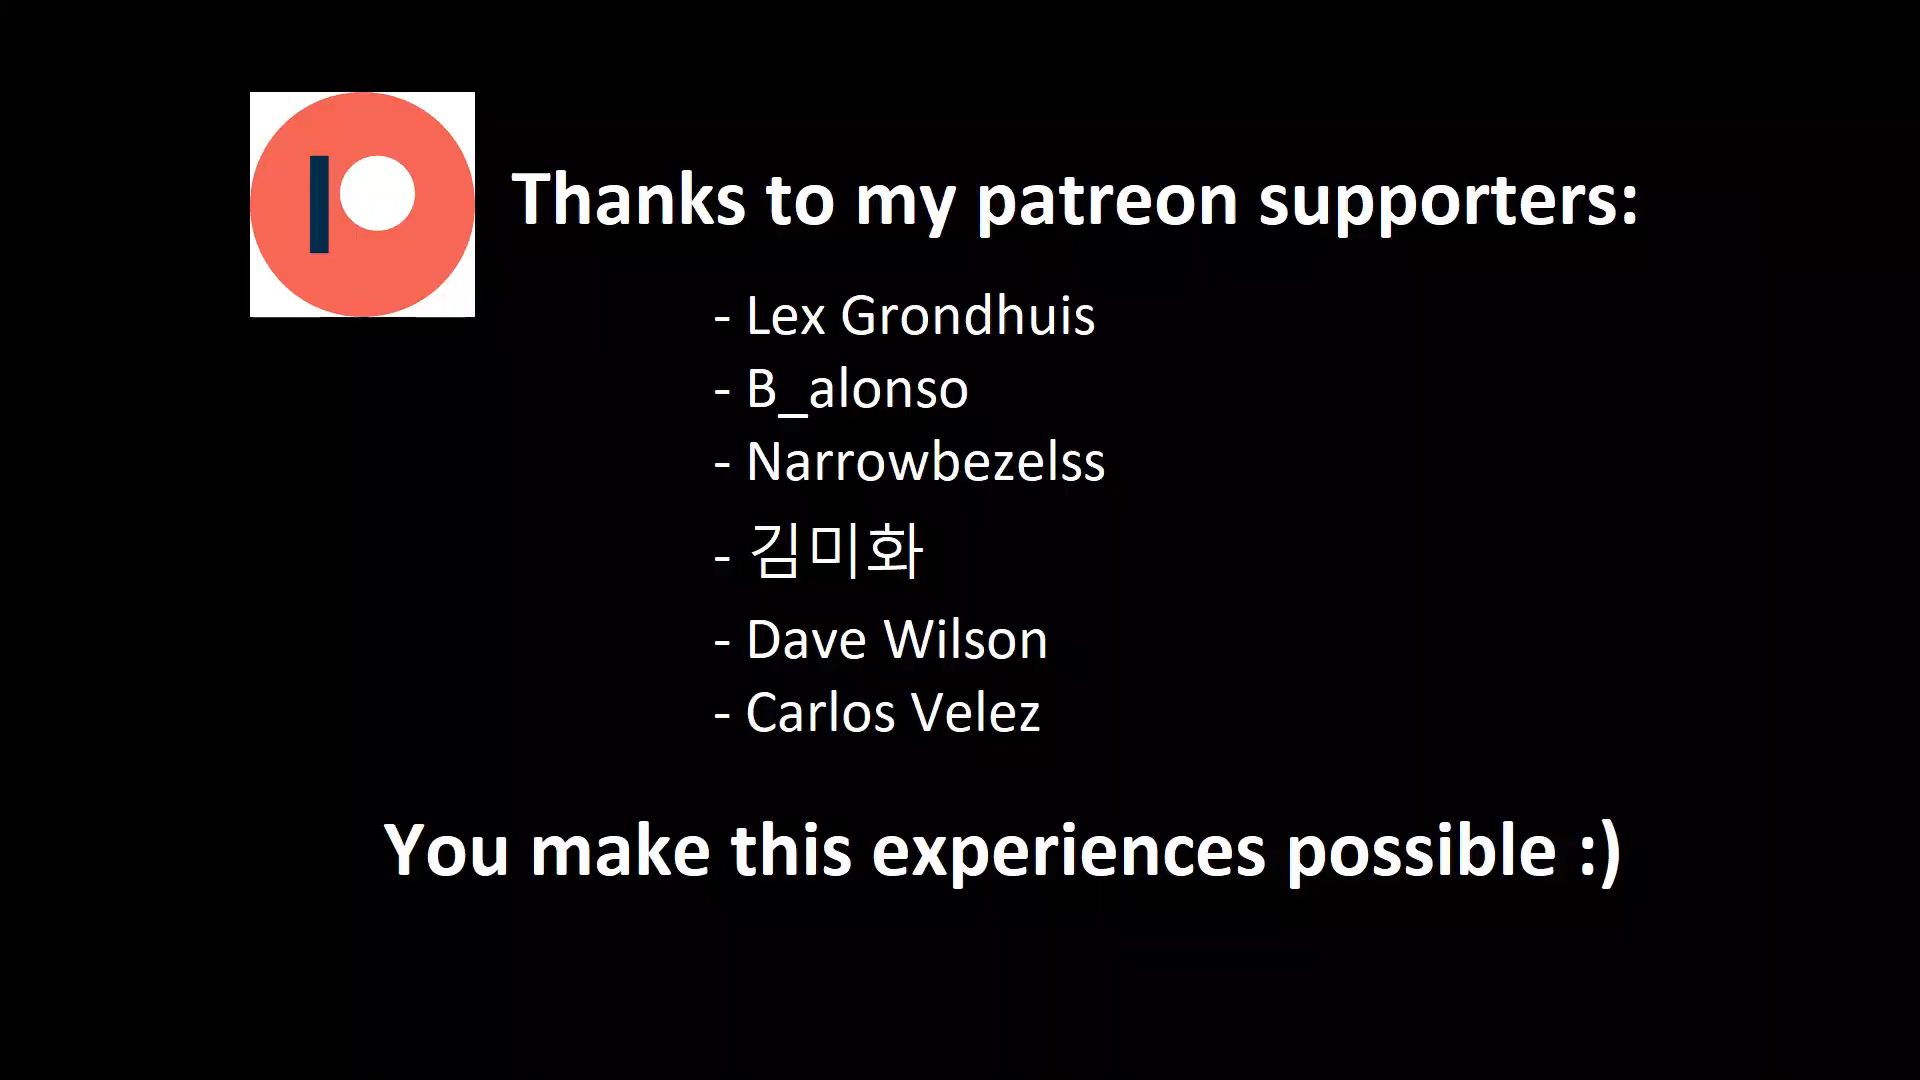 Thanks to my patreon supporters:
- Lex Grondhuis
- B_alonso
- Narrowbezelss
- 김미화
- Dave Wilson
- Carlos Velez
You make this experiences possible :)